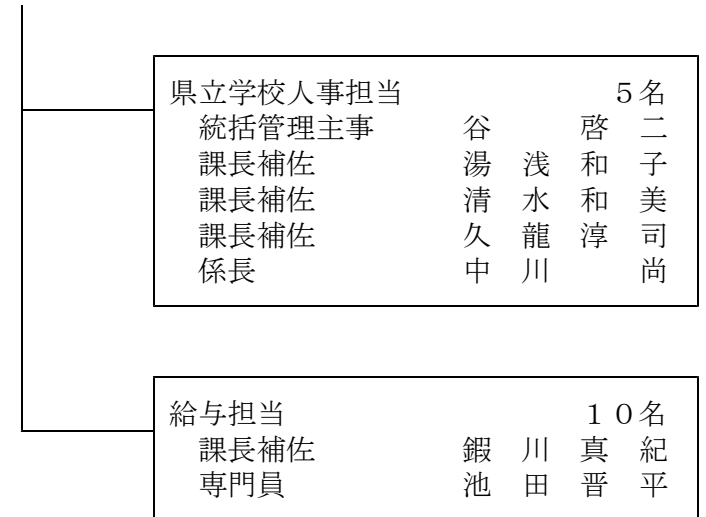 県立学校人事担当 5名
統括管理主事 谷 啓 二
課長補佐 湯 浅 和 子
課長補佐 清 水 和 美
課長補佐 久 龍 淳 司
係長 中 川 尚
給与担当 10名
課長補佐 鍜 川 真 紀
専門員 池 田 晋 平